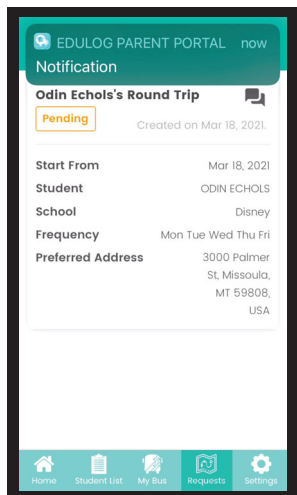 EDULOG PARENT PORTAL now
Notification
Odin Echols's Round Trip
Pending
Created on Mar 18, 2021.
Start From Mar 18, 2021
Student ODIN ECHOLS
School Disney
Frequency Mon Tue Wed Thu Fri
Preferred Address 3000 Palmer
St, Missoula,
MT 59808,
USA
Home Student List My Bus Requests Settings